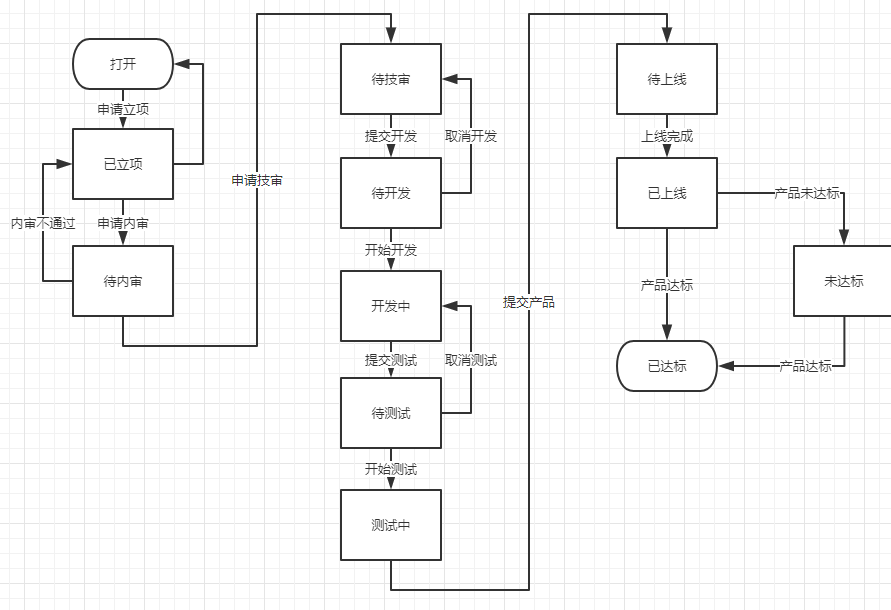 打开
申请立项
已立项
内审不通过
申请内审
待内审
申请技审
待技审
提交开发
取消开发
待开发
开始开发
开发中
提交测试
取消测试
待测试
开始测试
测试中
提交产品
待上线
上线完成
已上线
产品未达标
产品达标
未达标
已达标
产品达标